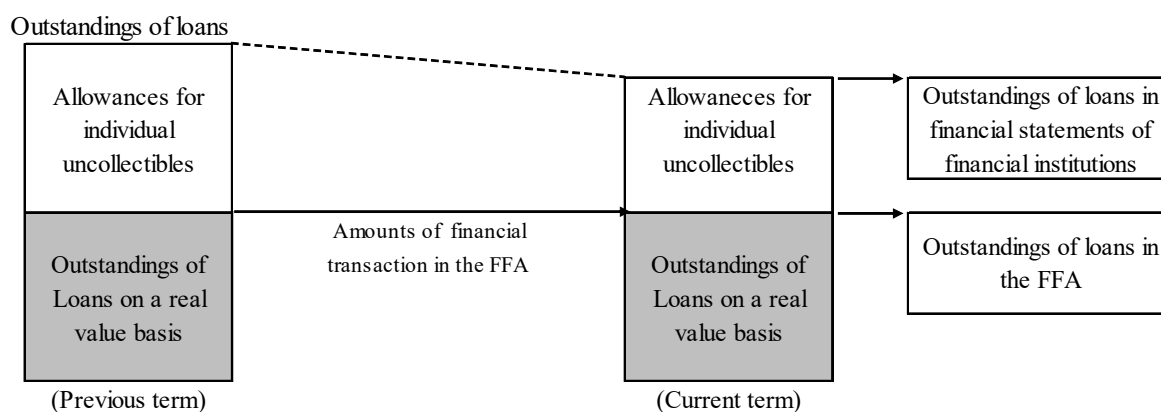 Outstandings of loans
Allowances for
individual
uncollectibles
Allowaneces for
individual
uncollectibles
Outstandings of loans in
financial statements of
financial institutions
Amounts of financial
transaction in the FFA
Outstandings of
Loans on a real
value basis
Outstandings of
Loans on a real
value basis
Outstandings of loans in
the FFA
(Previous term)
(Current term)